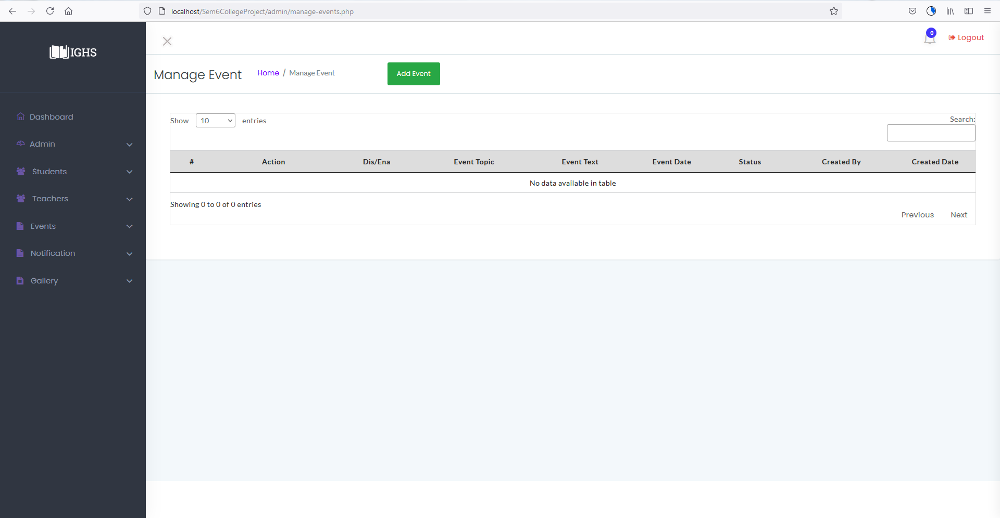 localhost/Sem6CollegeProject/admin/manage-events.php
IGHS
0
Logout
Manage Event
Home / Manage Event
Add Event
Dashboard
Admin
Students
Teachers
Events
Notification
Gallery
Show 10 entries
Search:
# Action Dis/Ena Event Topic Event Text Event Date Status Created By Created Date
No data available in table
Showing 0 to 0 of 0 entries
Previous Next